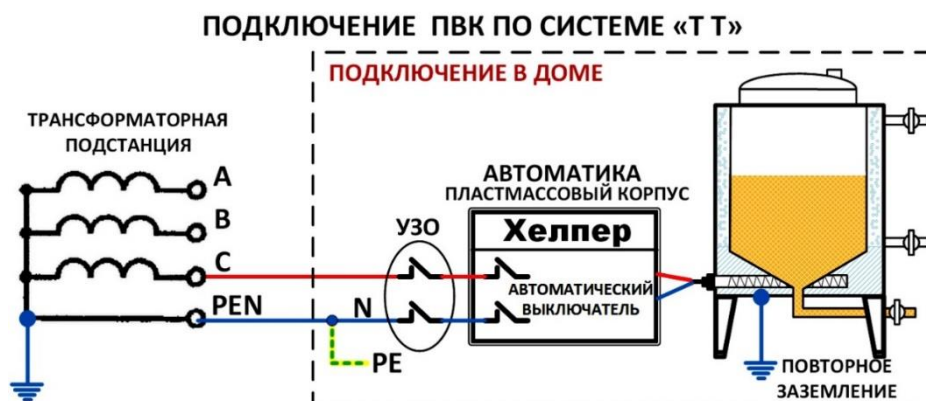 ПОДКЛЮЧЕНИЕ ПВК ПО СИСТЕМЕ «Т Т»
ПОДКЛЮЧЕНИЕ В ДОМЕ
ТРАНСФОРМАТОРНАЯ
ПОДСТАНЦИЯ
A
B
C
PEN
N
PE
УЗО
АВТОМАТИКА
ПЛАСТМАССОВЫЙ КОРПУС
Хелпер
АВТОМАТИЧЕСКИЙ
ВЫКЛЮЧАТЕЛЬ
ПОВТОРНОЕ
ЗАЗЕМЛЕНИЕ